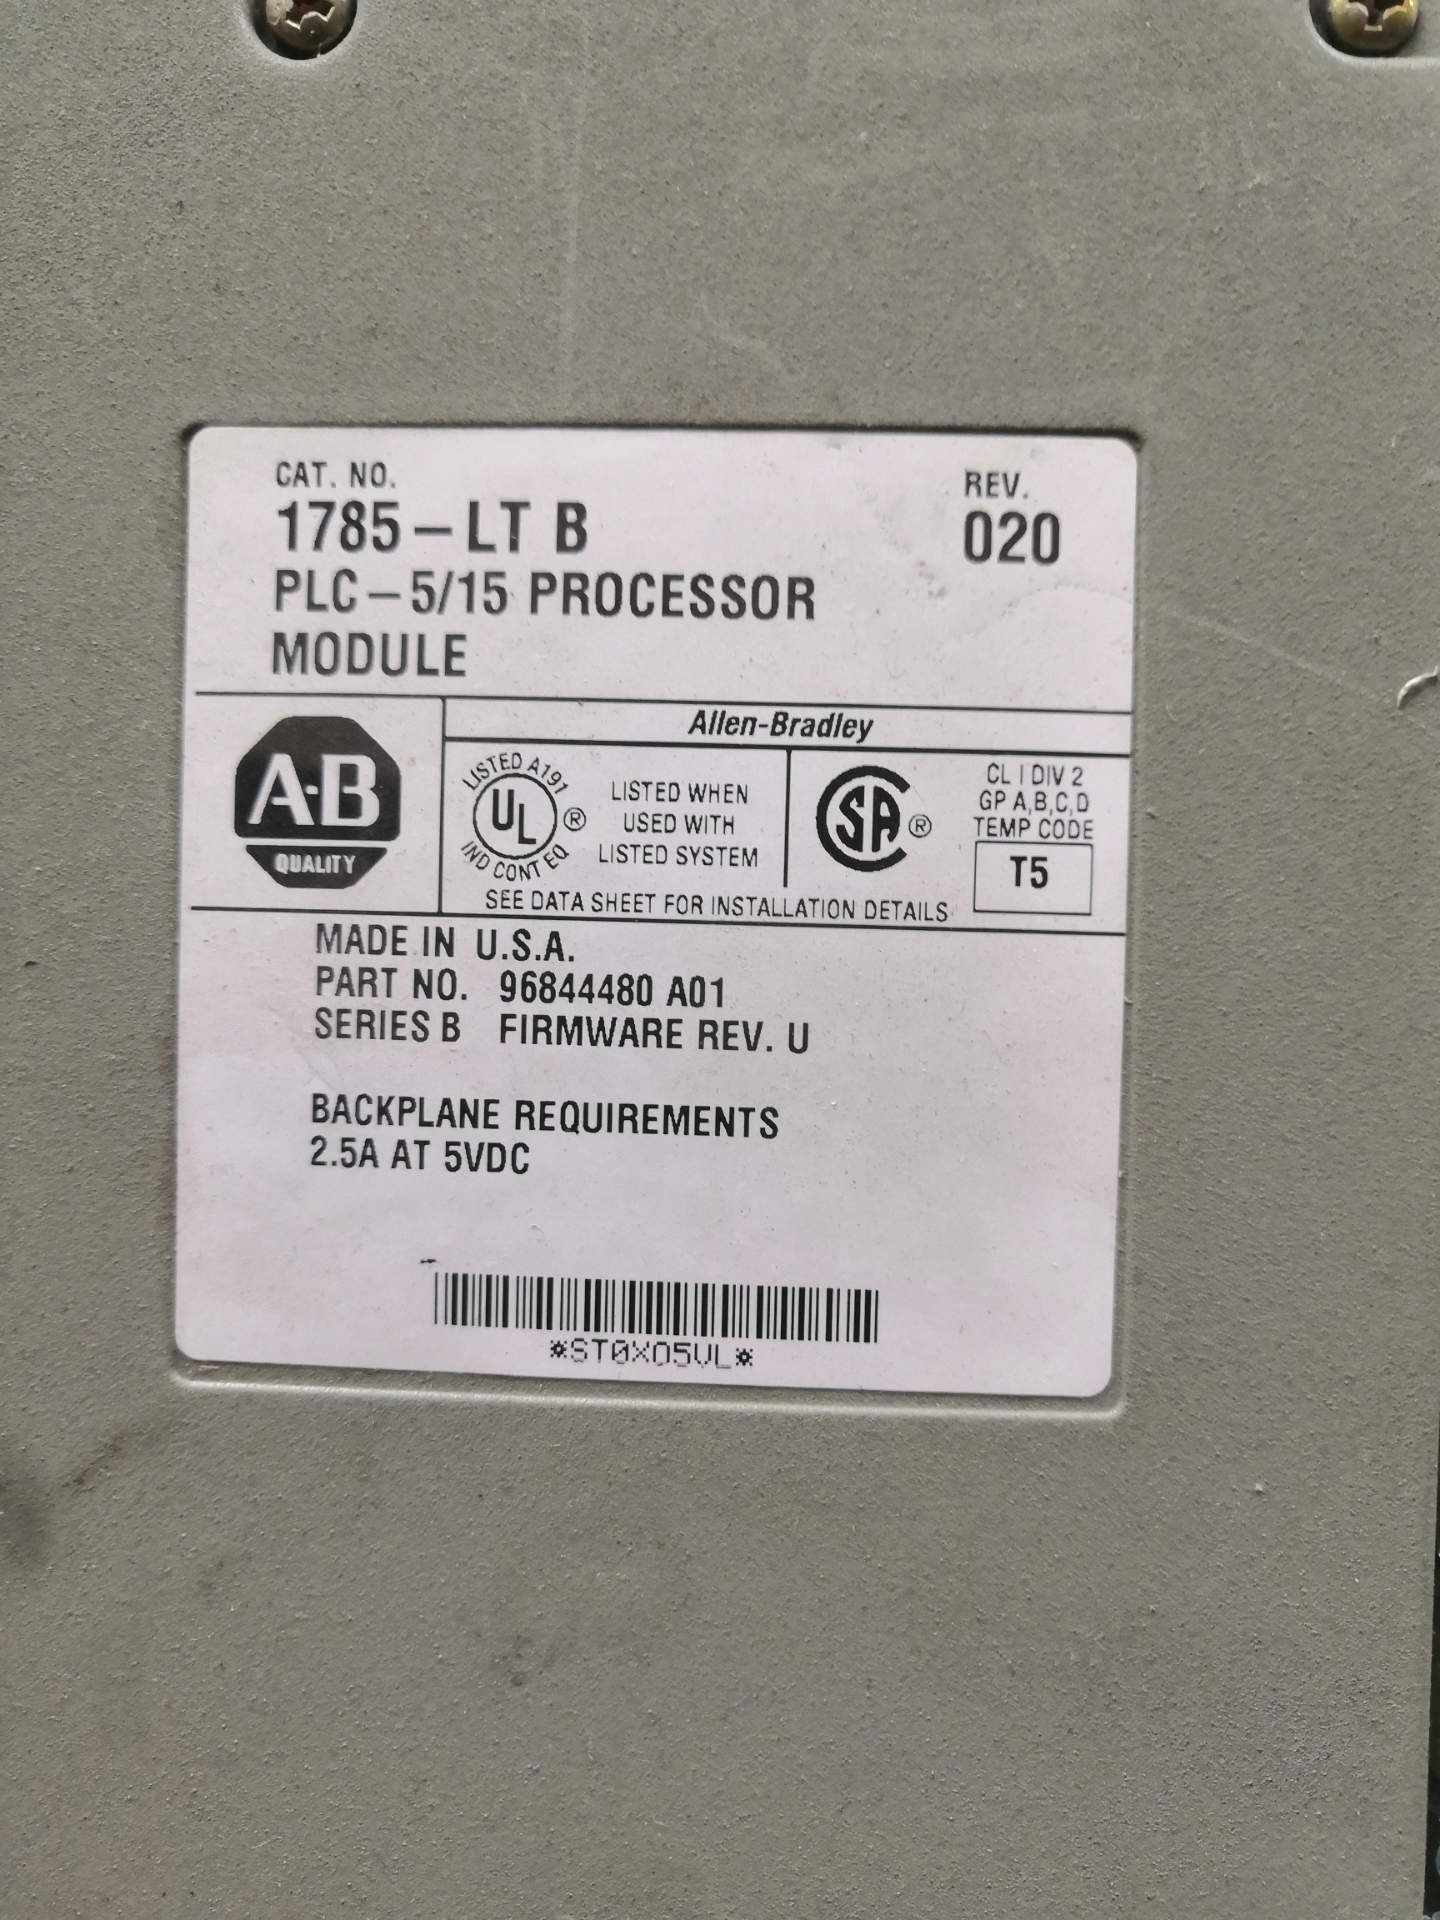 CAT. NO.
REV.
1785-LT B
020
PLC-5/15 PROCESSOR
MODULE
A-B
QUALITY
Allen-Bradley
LISTED A191
UL ®
IND CONT EQ
LISTED WHEN
USED WITH
LISTED SYSTEM
SA ®
CL I DIV 2
GP A,B,C,D
TEMP CODE
T5
SEE DATA SHEET FOR INSTALLATION DETAILS
MADE IN U.S.A.
PART NO. 96844480 A01
SERIES B FIRMWARE REV. U
BACKPLANE REQUIREMENTS
2.5A AT 5VDC
*ST0X05VL*